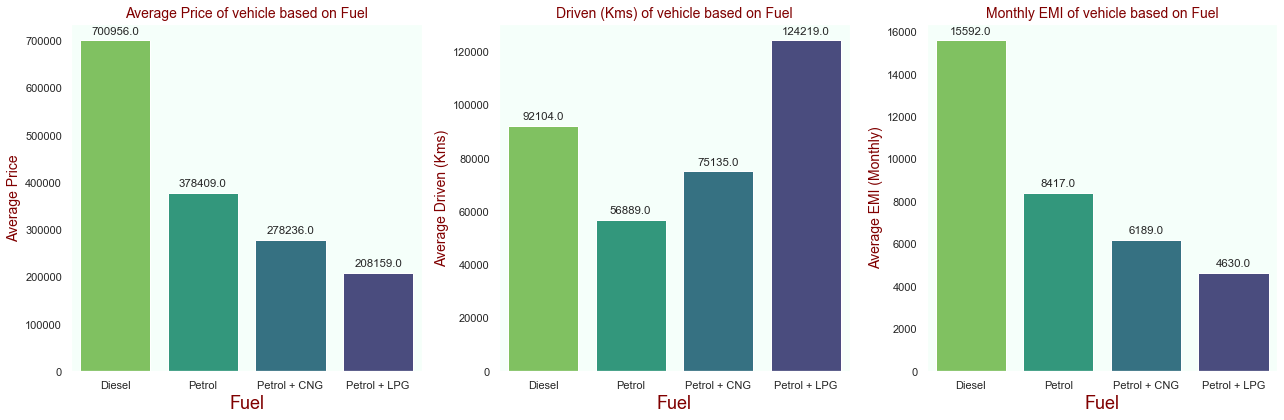 Average Price of vehicle based on Fuel
Average Price
700000
600000
500000
400000
300000
200000
100000
0
700956.0
378409.0
278236.0
208159.0
Diesel
Petrol
Petrol + CNG
Petrol + LPG
Fuel
Driven (Kms) of vehicle based on Fuel
Average Driven (Kms)
120000
100000
80000
60000
40000
20000
0
92104.0
56889.0
75135.0
124219.0
Diesel
Petrol
Petrol + CNG
Petrol + LPG
Fuel
Monthly EMI of vehicle based on Fuel
Average EMI (Monthly)
16000
14000
12000
10000
8000
6000
4000
2000
0
15592.0
8417.0
6189.0
4630.0
Diesel
Petrol
Petrol + CNG
Petrol + LPG
Fuel